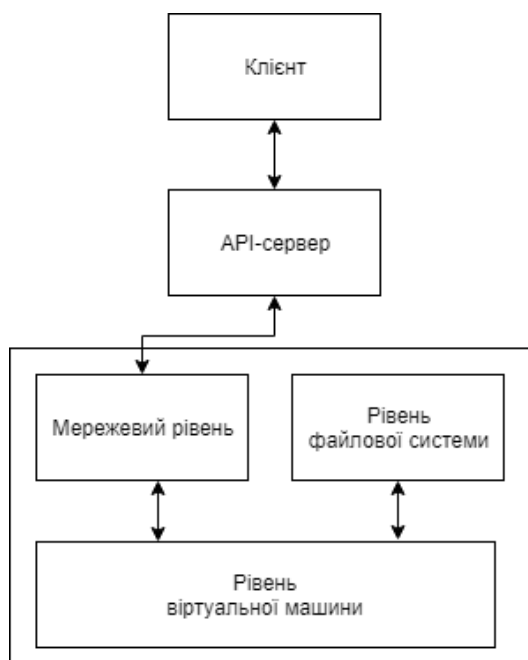 Клієнт
API-сервер
Мережевий рівень
Рівень
файлової системи
Рівень
віртуальної машини